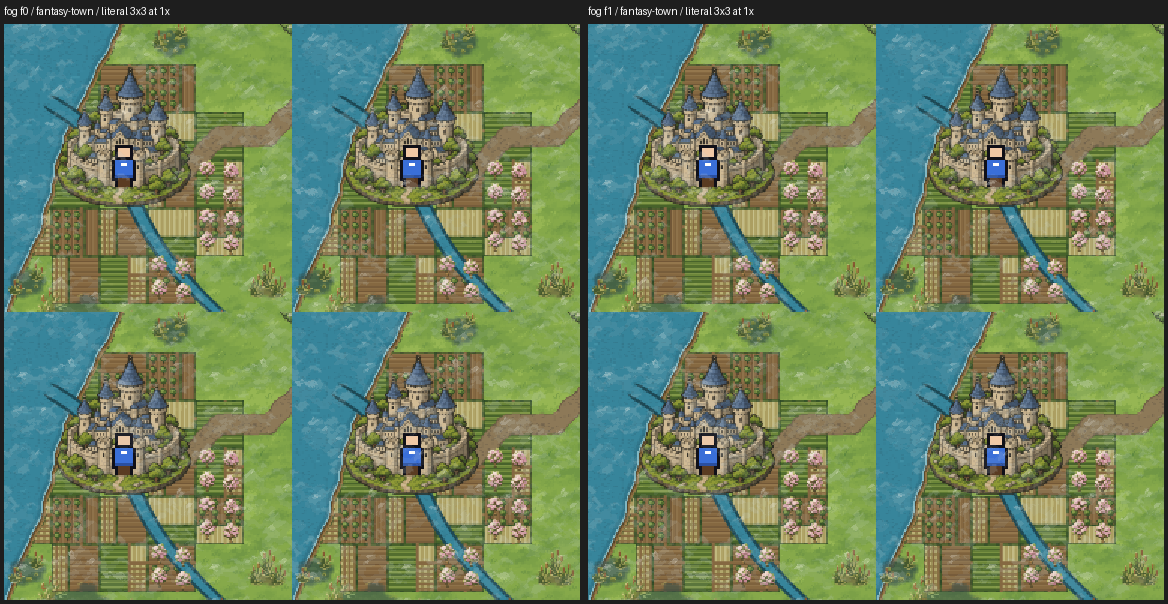 fog f0 / fantasy-town / literal 3x3 at 1x
fog f1 / fantasy-town / literal 3x3 at 1x